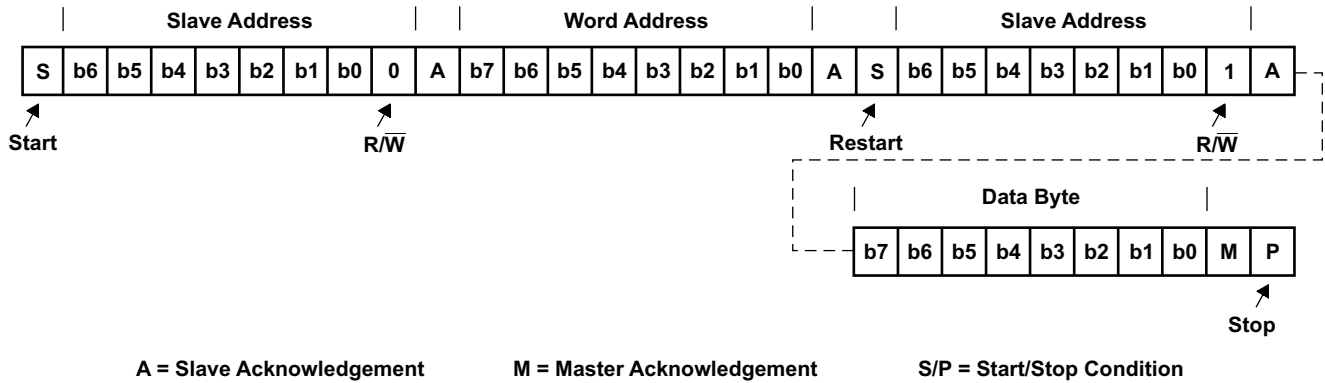 Slave Address Word Address Slave Address
S b6 b5 b4 b3 b2 b1 b0 0 A b7 b6 b5 b4 b3 b2 b1 b0 A S b6 b5 b4 b3 b2 b1 b0 1 A
Start R/W̅ Restart R/W̅
Data Byte
b7 b6 b5 b4 b3 b2 b1 b0 M P
Stop
A = Slave Acknowledgement M = Master Acknowledgement S/P = Start/Stop Condition